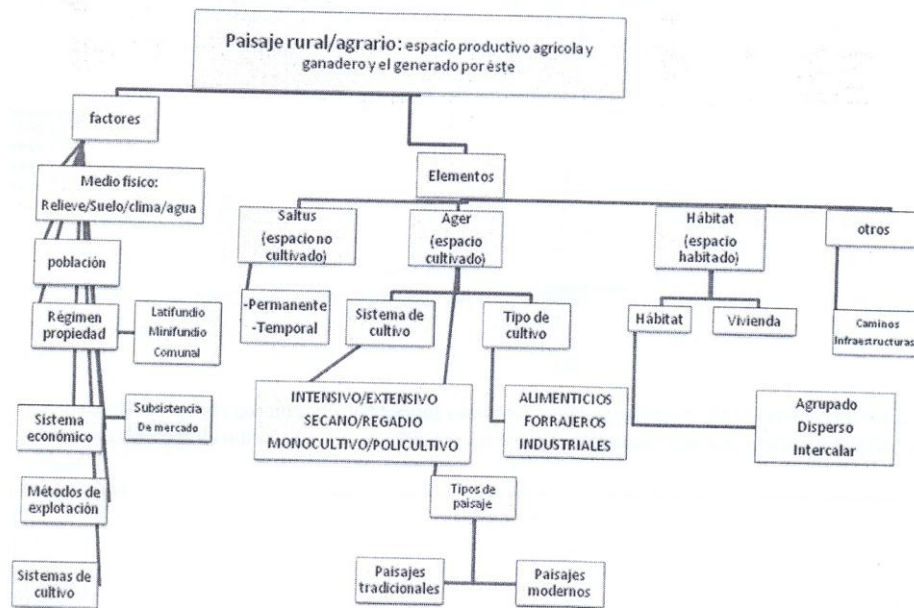 Paisaje rural/agrario: espacio productivo agrícola y
ganadero y el generado por éste
factores
Medio físico:
Relieve/Suelo/clima/agua
población
Régimen
propiedad
Latifundio
Minifundio
Comunal
Sistema
económico
Subsistencia
De mercado
Métodos de
explotación
Sistemas de
cultivo
Elementos
Saltus
(espacio no
cultivado)
-Permanente
-Temporal
Ager
(espacio
cultivado)
Sistema de
cultivo
INTENSIVO/EXTENSIVO
SECANO/REGADIO
MONOCULTIVO/POLICULTIVO
Tipo de
cultivo
ALIMENTICIOS
FORRAJEROS
INDUSTRIALES
Tipos de
paisaje
Paisajes
tradicionales
Paisajes
modernos
Hábitat
(espacio
habitado)
Hábitat
Vivienda
Agrupado
Disperso
Intercalar
otros
Caminos
Infraestructuras